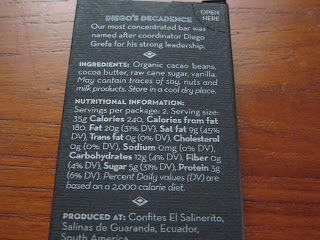 DIEGO'S DECADENCE
OPEN
HERE
Our most concentrated bar was
named after coordinator Diego
Grefa for his strong leadership.
INGREDIENTS: Organic cacao beans,
cocoa butter, raw cane sugar, vanilla.
May contain traces of soy, nuts and
milk products. Store in a cool dry place.
NUTRITIONAL INFORMATION:
Servings per package: 2. Serving size:
35g Calories 240, Calories from fat
180, Fat 20g (31% DV), Sat fat 9g (45%
DV), Trans fat 0g (0% DV), Cholesterol
0g (0% DV), Sodium 0mg (0% DV),
Carbohydrates 12g (4% DV), Fiber 0g
(4% DV), Sugar 5g (31% DV), Protein 3g
(6% DV). Percent Daily values (DV) are
based on a 2,000 calorie diet.
PRODUCED AT: Confites El Salinerito,
Salinas de Guaranda, Ecuador,
South America